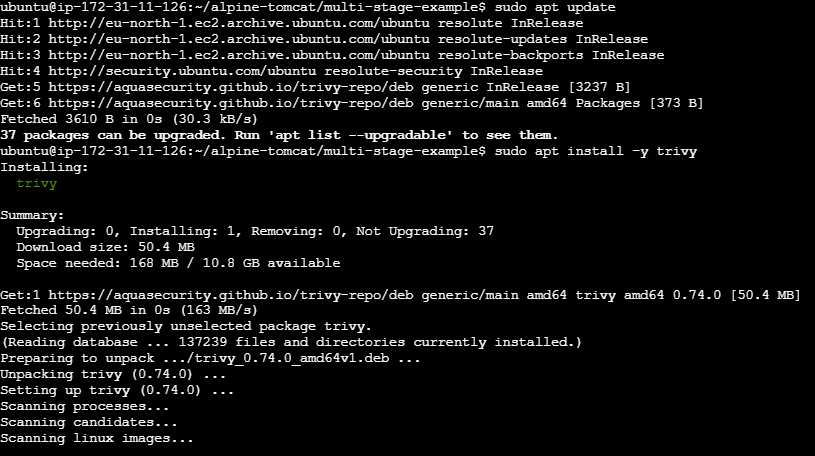 ubuntu@ip-172-31-11-126:~/alpine-tomcat/multi-stage-example$ sudo apt update
Hit:1 http://eu-north-1.ec2.archive.ubuntu.com/ubuntu resolute InRelease
Hit:2 http://eu-north-1.ec2.archive.ubuntu.com/ubuntu resolute-updates InRelease
Hit:3 http://eu-north-1.ec2.archive.ubuntu.com/ubuntu resolute-backports InRelease
Hit:4 http://security.ubuntu.com/ubuntu resolute-security InRelease
Get:5 https://aquasecurity.github.io/trivy-repo/deb generic InRelease [3237 B]
Get:6 https://aquasecurity.github.io/trivy-repo/deb generic/main amd64 Packages [373 B]
Fetched 3610 B in 0s (30.3 kB/s)
37 packages can be upgraded. Run 'apt list --upgradable' to see them.
ubuntu@ip-172-31-11-126:~/alpine-tomcat/multi-stage-example$ sudo apt install -y trivy
Installing:
  trivy

Summary:
  Upgrading: 0, Installing: 1, Removing: 0, Not Upgrading: 37
  Download size: 50.4 MB
  Space needed: 168 MB / 10.8 GB available

Get:1 https://aquasecurity.github.io/trivy-repo/deb generic/main amd64 trivy amd64 0.74.0 [50.4 MB]
Fetched 50.4 MB in 0s (163 MB/s)
Selecting previously unselected package trivy.
(Reading database ... 137239 files and directories currently installed.)
Preparing to unpack .../trivy_0.74.0_amd64v1.deb ...
Unpacking trivy (0.74.0) ...
Setting up trivy (0.74.0) ...
Scanning processes...
Scanning candidates...
Scanning linux images...